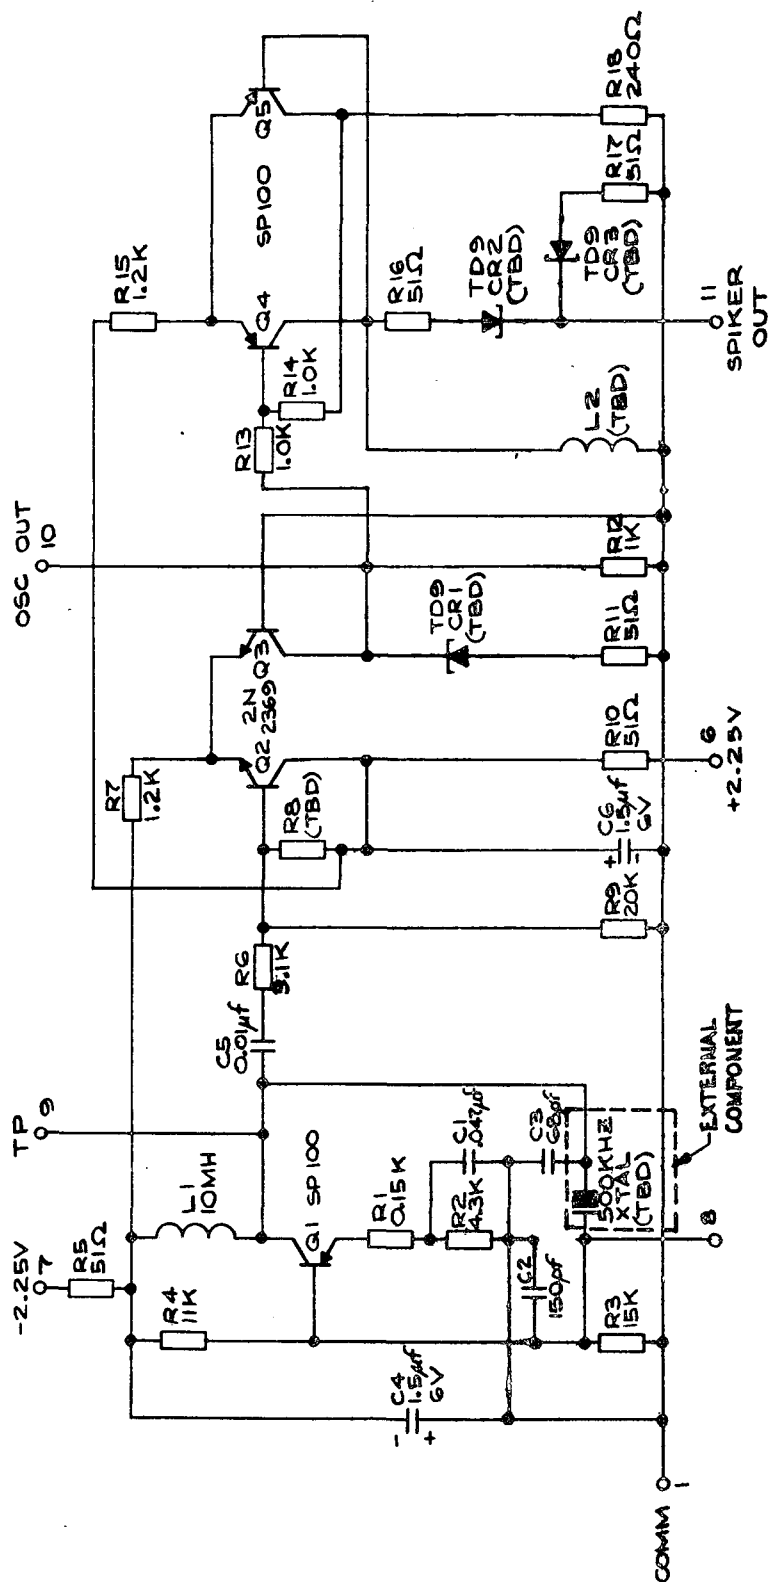 COMM 1
-2.25V
7
R5
51Ω
R4
11K
C4
1.5µf
6V
-
+
L1
10MH
TP 9
Q1 SP100
R1
0.15K
R2
4.3K
C1
.047µf
C2
150pf
C3
68pf
R3
15K
500KHZ
XTAL
(TBD)
8
EXTERNAL
COMPONENT
C5
0.01µf
R6
5.1K
R9
20K
R7
1.2K
Q2
2N
2369
Q3
R8
(TBD)
C6
1.5µf
6V
+
-
R10
51Ω
6
+2.25V
TD9
CR1
(TBD)
R11
51Ω
R12
1K
OSC OUT
10
R13
1.0K
R14
1.0K
R15
1.2K
Q4
SP100
Q5
R16
51Ω
TD9
CR2
(TBD)
L2
(TBD)
TD9
CR3
(TBD)
R17
51Ω
R18
240Ω
11
SPIKER
OUT